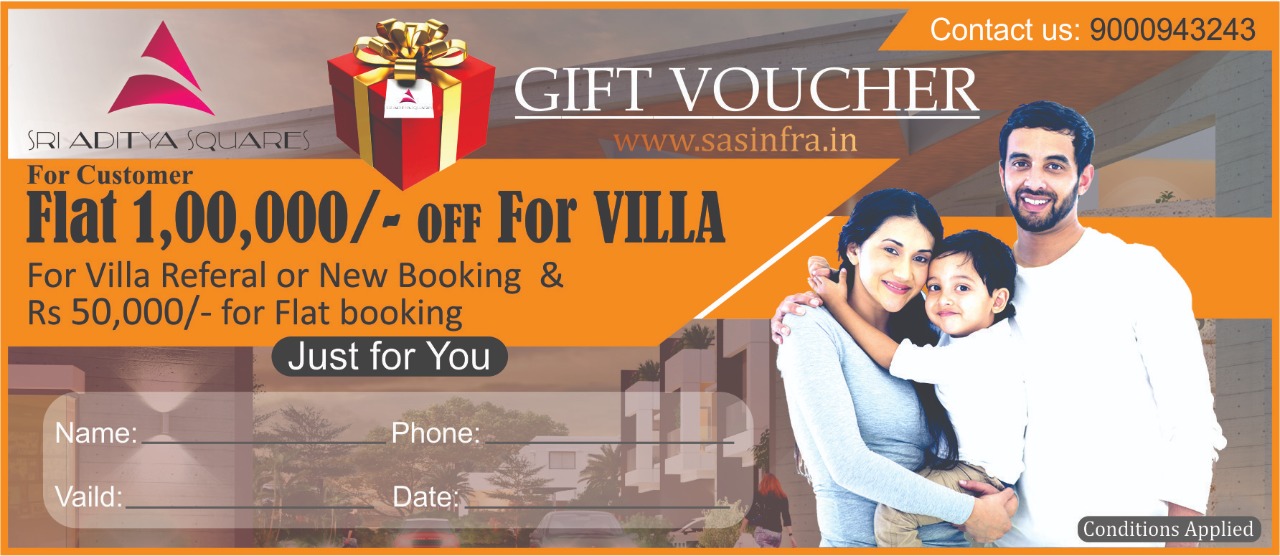 Contact us: 9000943243
SRI ADITYA SQUARES
GIFT VOUCHER
www.sasinfra.in
For Customer
Flat 1,00,000/- OFF For VILLA
For Villa Referal or New Booking &
Rs 50,000/- for Flat booking
Just for You
Name: Phone:
Vaild: Date:
Conditions Applied